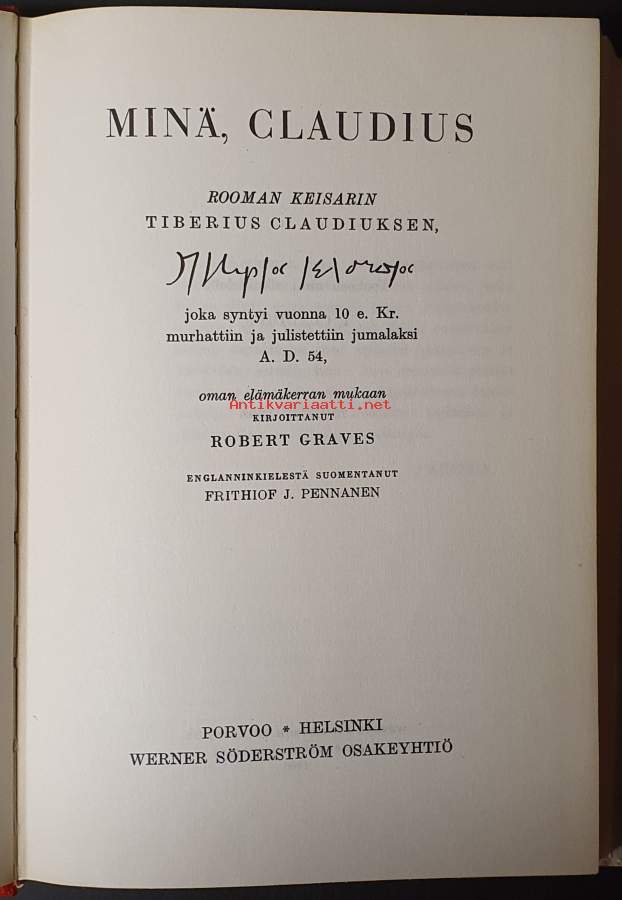 MINÄ, CLAUDIUS
ROOMAN KEISARIN
TIBERIUS CLAUDIUKSEN,
joka syntyi vuonna 10 e. Kr.
murhattiin ja julistettiin jumalaksi
A. D. 54,
oman elämäkerran mukaan
Antikvariaatti.net
KIRJOITTANUT
ROBERT GRAVES
ENGLANNINKIELESTÄ SUOMENTANUT
FRITHIOF J. PENNANEN
PORVOO * HELSINKI
WERNER SÖDERSTRÖM OSAKEYHTIÖ